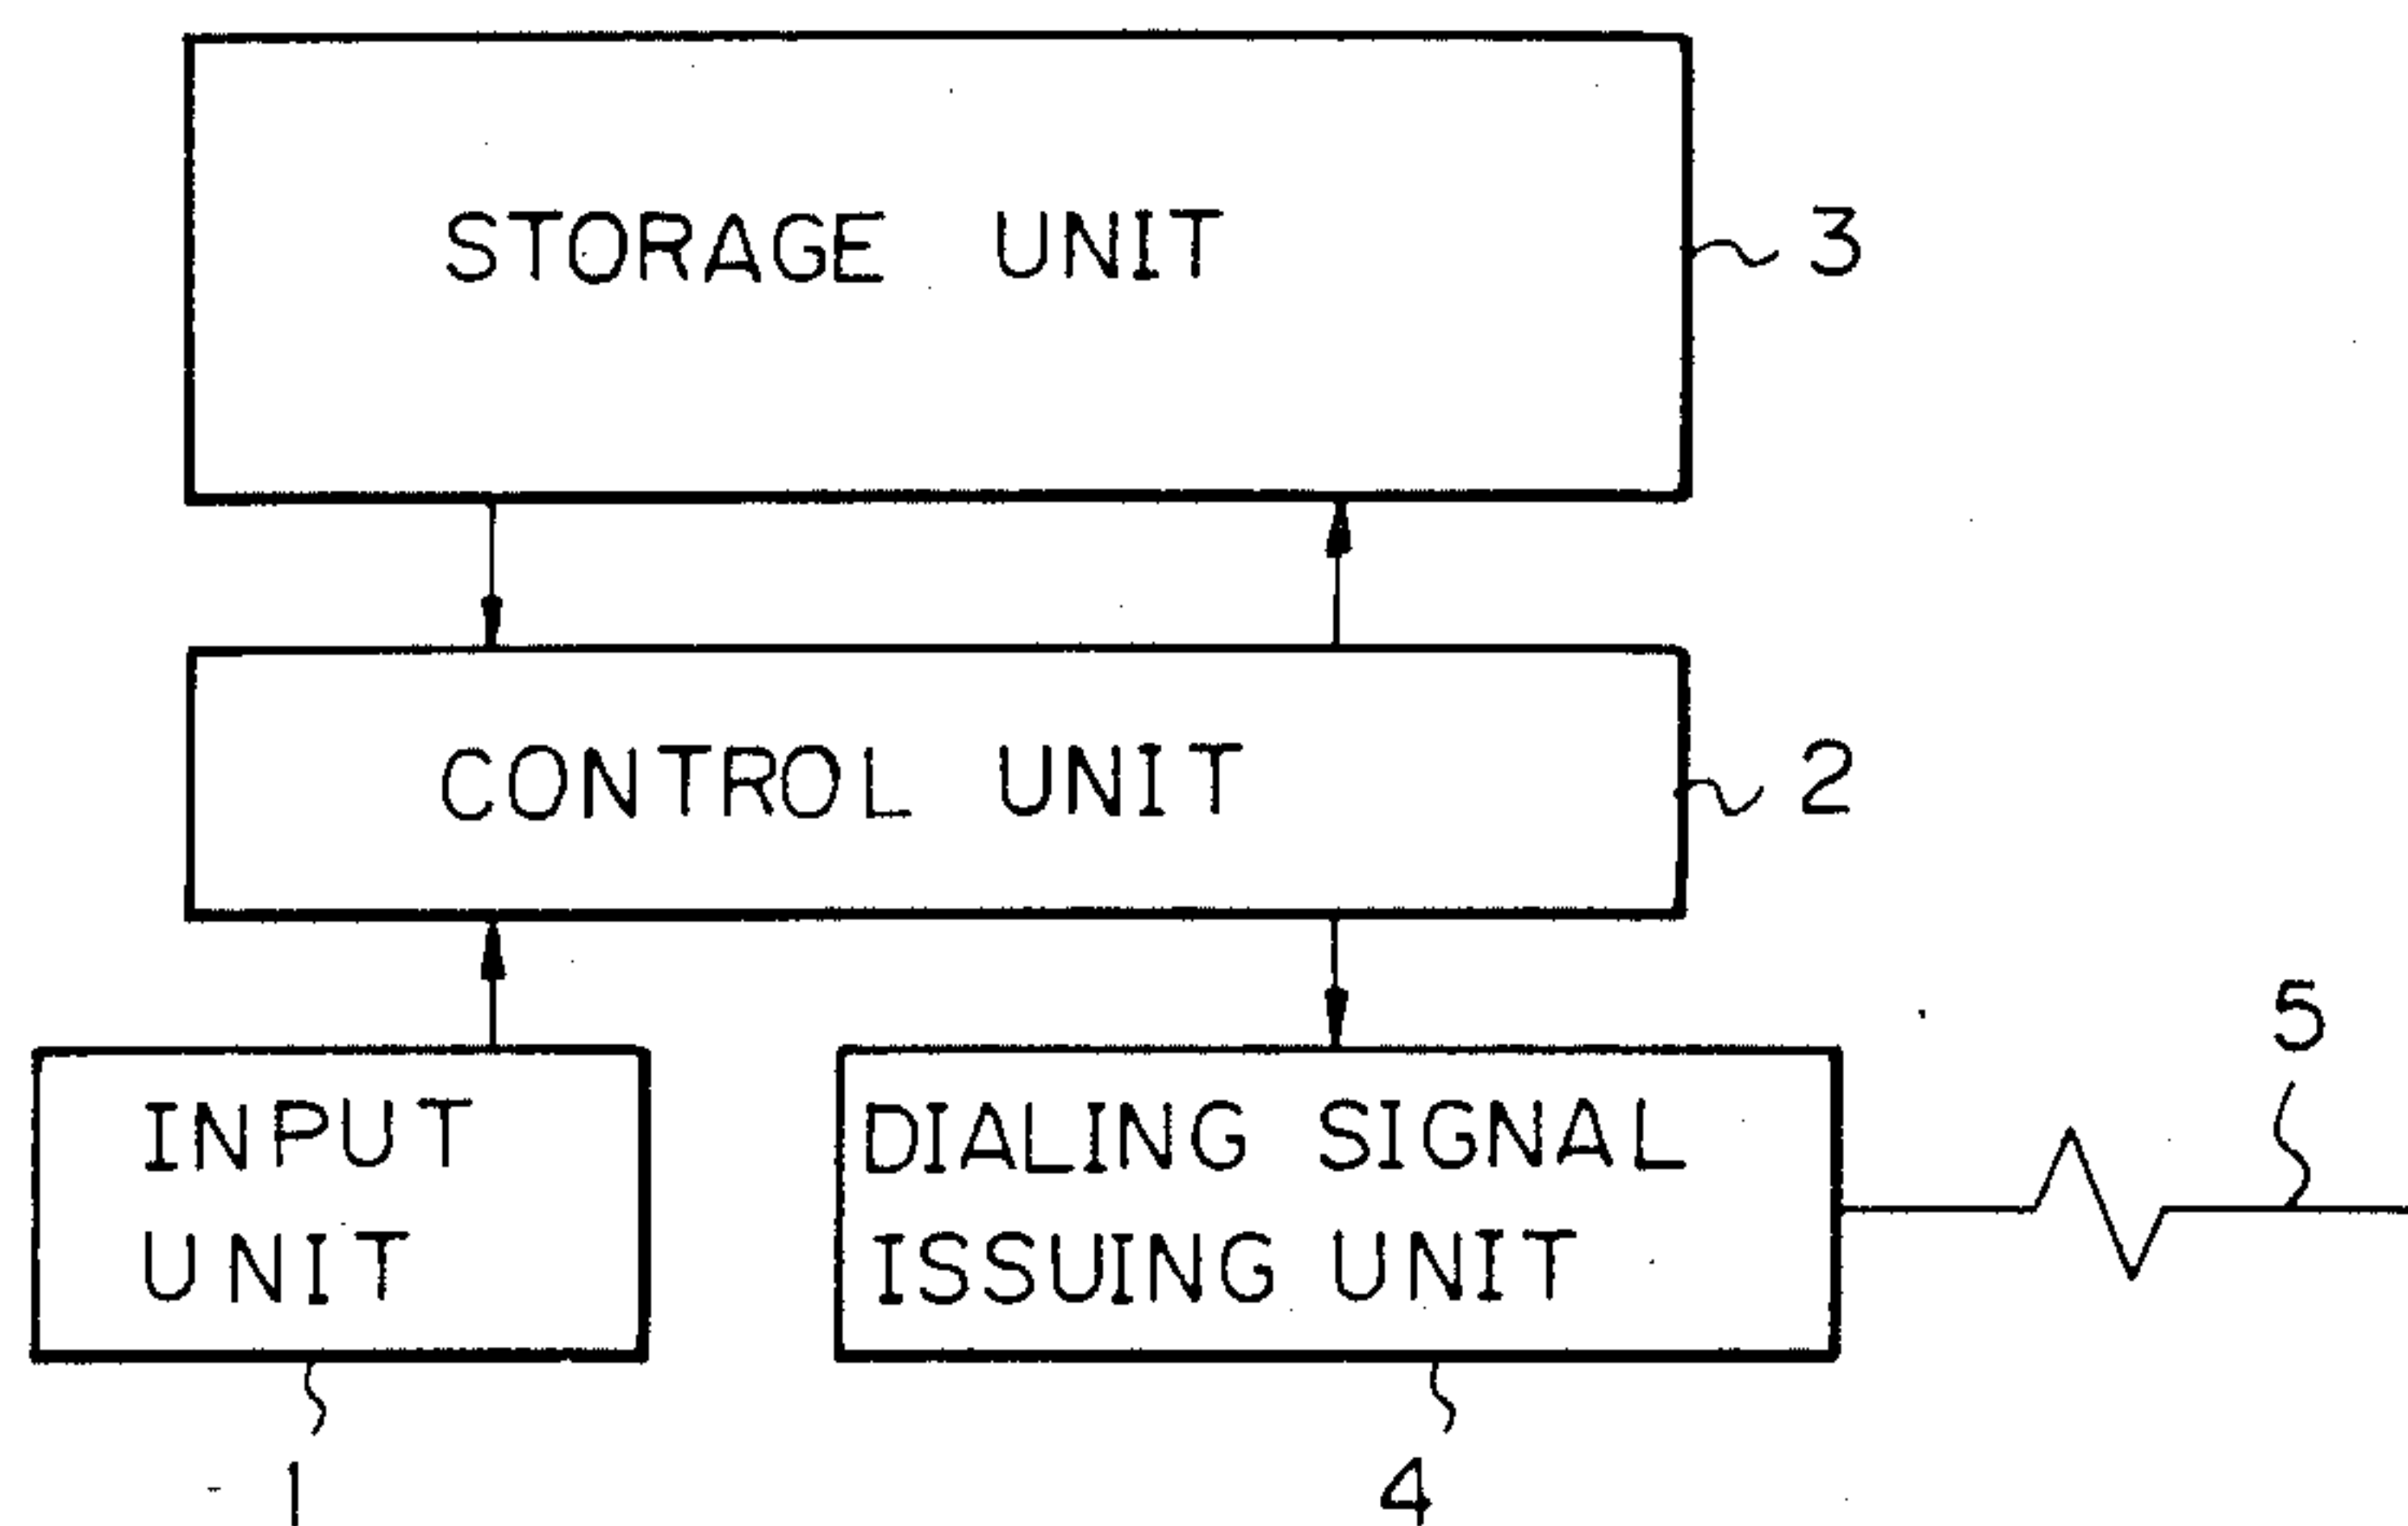 STORAGE UNIT
3
CONTROL UNIT
2
5
INPUT
UNIT
DIALING SIGNAL
ISSUING UNIT
1
4